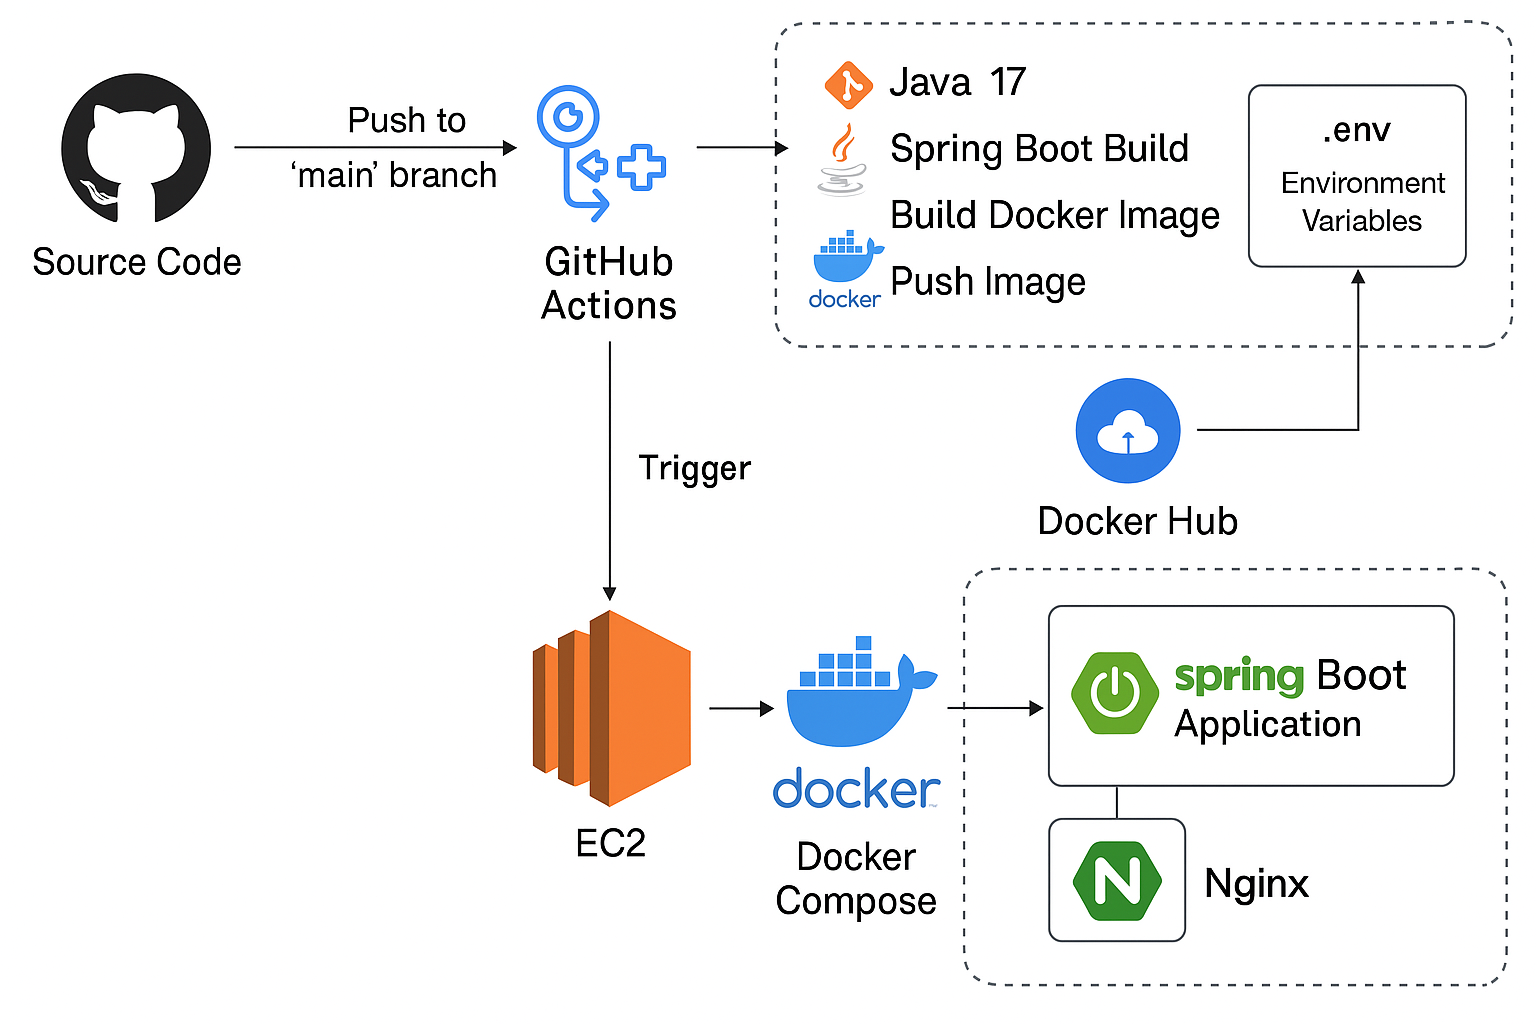 Source Code
Push to
‘main’ branch
GitHub
Actions
Java 17
Spring Boot Build
Build Docker Image
Push Image
docker
.env
Environment
Variables
Docker Hub
Trigger
EC2
docker
Docker
Compose
spring Boot
Application
Nginx